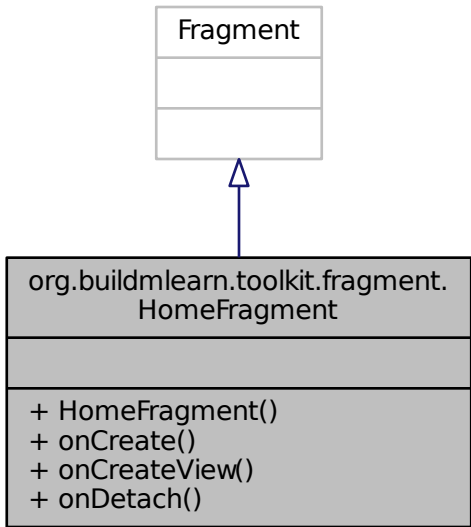 Fragment
org.buildmlearn.toolkit.fragment.
HomeFragment
+ HomeFragment()
+ onCreate()
+ onCreateView()
+ onDetach()